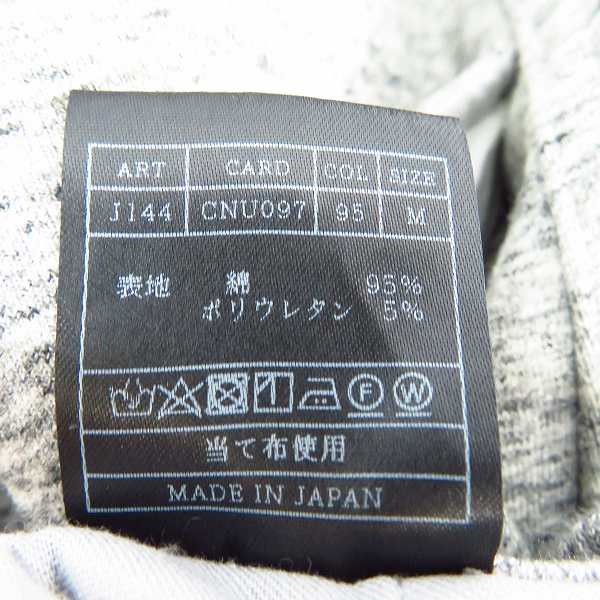 ART CARD COL SIZE
J144 CNU097 95 M
表地 綿 95%
ポリウレタン 5%
F W
当て布使用
MADE IN JAPAN